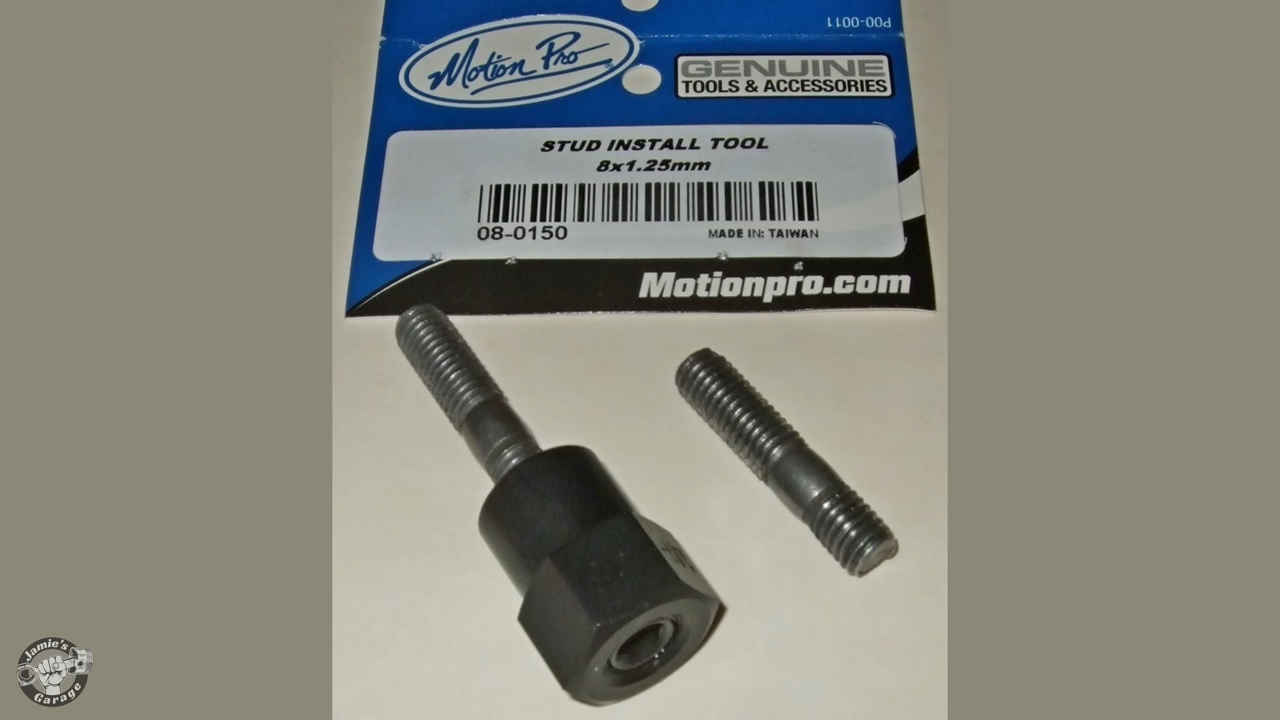 P00-0011
Motion Pro
GENUINE
TOOLS & ACCESSORIES
STUD INSTALL TOOL
8x1.25mm
08-0150
MADE IN: TAIWAN
Motionpro.com
Jamie's
Garage